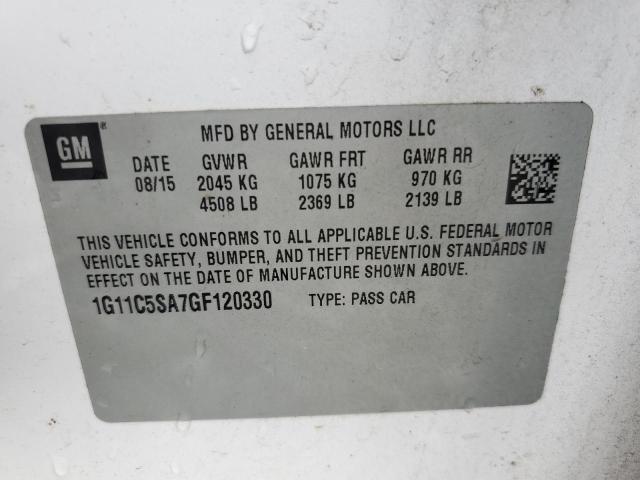 GM
MFD BY GENERAL MOTORS LLC
DATE GVWR GAWR FRT GAWR RR
08/15 2045 KG 1075 KG 970 KG
4508 LB 2369 LB 2139 LB
THIS VEHICLE CONFORMS TO ALL APPLICABLE U.S. FEDERAL MOTOR
VEHICLE SAFETY, BUMPER, AND THEFT PREVENTION STANDARDS IN
EFFECT ON THE DATE OF MANUFACTURE SHOWN ABOVE.
1G11C5SA7GF120330 TYPE: PASS CAR